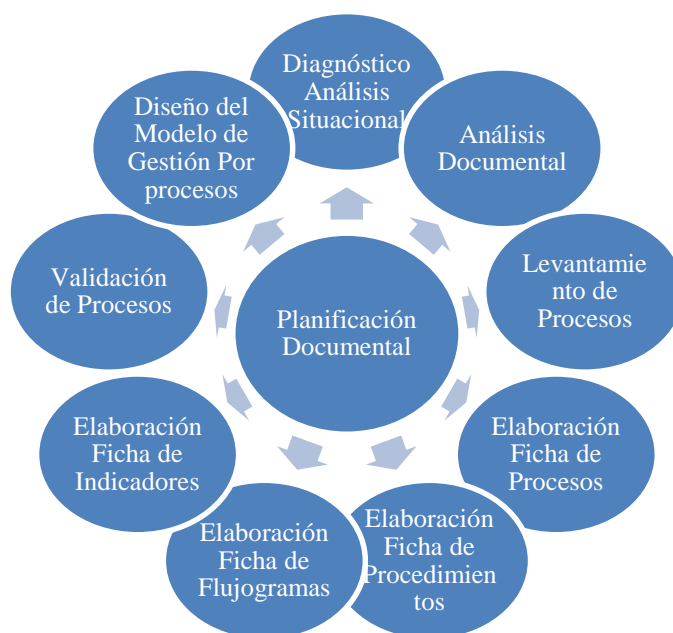 Diagnóstico
Análisis
Situacional
Análisis
Documental
Levantamie
nto de
Procesos
Elaboración
Ficha de
Procesos
Elaboración
Ficha de
Procedimien
tos
Elaboración
Ficha de
Flujogramas
Elaboración
Ficha de
Indicadores
Validación
de Procesos
Diseño del
Modelo de
Gestión Por
procesos
Planificación
Documental